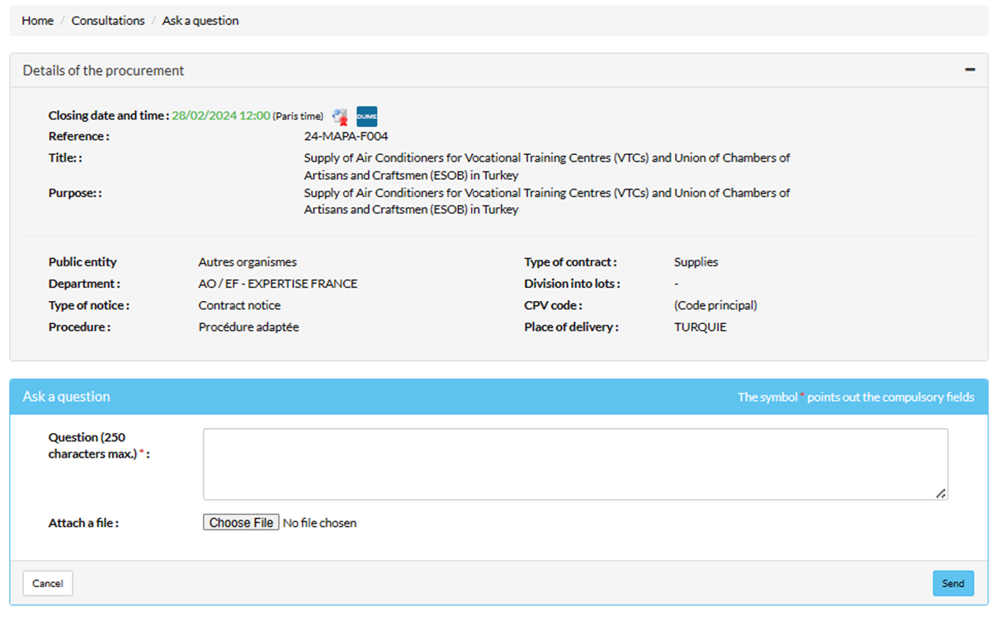 Home / Consultations / Ask a question
Details of the procurement
Closing date and time : 28/02/2024 12:00 (Paris time) DUME
Reference : 24-MAPA-F004
Title: : Supply of Air Conditioners for Vocational Training Centres (VTCs) and Union of Chambers of
Artisans and Craftsmen (ESOB) in Turkey
Purpose: : Supply of Air Conditioners for Vocational Training Centres (VTCs) and Union of Chambers of
Artisans and Craftsmen (ESOB) in Turkey
Public entity Autres organismes Type of contract : Supplies
Department : AO / EF - EXPERTISE FRANCE Division into lots : -
Type of notice : Contract notice CPV code : (Code principal)
Procedure : Procédure adaptée Place of delivery : TURQUIE
Ask a question The symbol * points out the compulsory fields
Question (250
characters max.) * :
Attach a file : Choose File No file chosen
Cancel Send